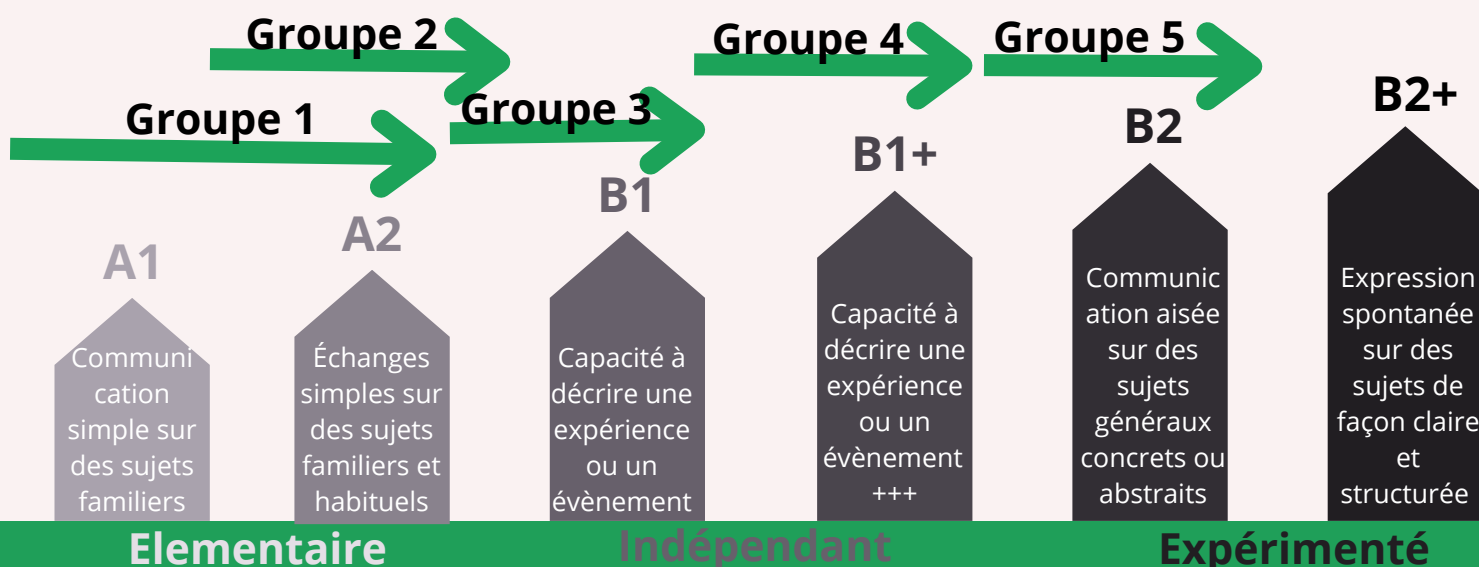 Groupe 2
Groupe 4
Groupe 5
Groupe 1
Groupe 3
A1
Communi
cation
simple sur
des sujets
familiers
A2
Échanges
simples sur
des sujets
familiers et
habituels
B1
Capacité à
décrire une
expérience
ou un
évènement
B1+
Capacité à
décrire une
expérience
ou un
évènement
+++
B2
Communic
ation aisée
sur des
sujets
généraux
concrets ou
abstraits
B2+
Expression
spontanée
sur des
sujets de
façon claire
et
structurée
Elementaire
Indépendant
Expérimenté